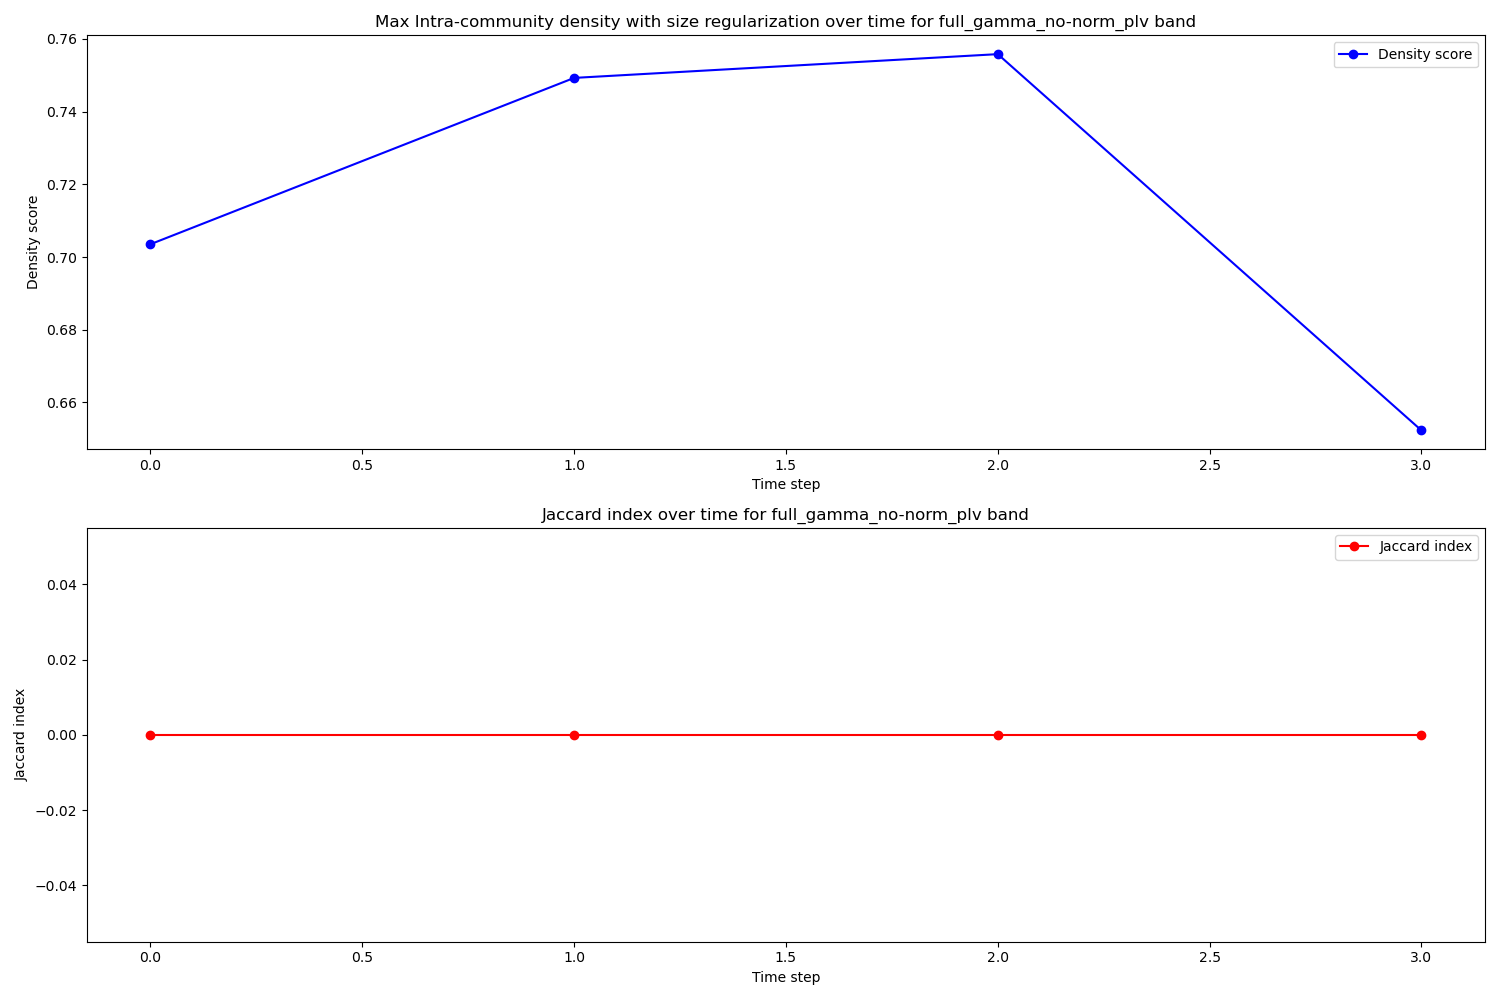 Max Intra-community density with size regularization over time for full_gamma_no-norm_plv band
Density score
0.76
0.74
0.72
0.70
0.68
0.66
Density score
0.0 0.5 1.0 1.5 2.0 2.5 3.0
Time step
Jaccard index over time for full_gamma_no-norm_plv band
Jaccard index
0.04
0.02
0.00
−0.02
−0.04
Jaccard index
0.0 0.5 1.0 1.5 2.0 2.5 3.0
Time step